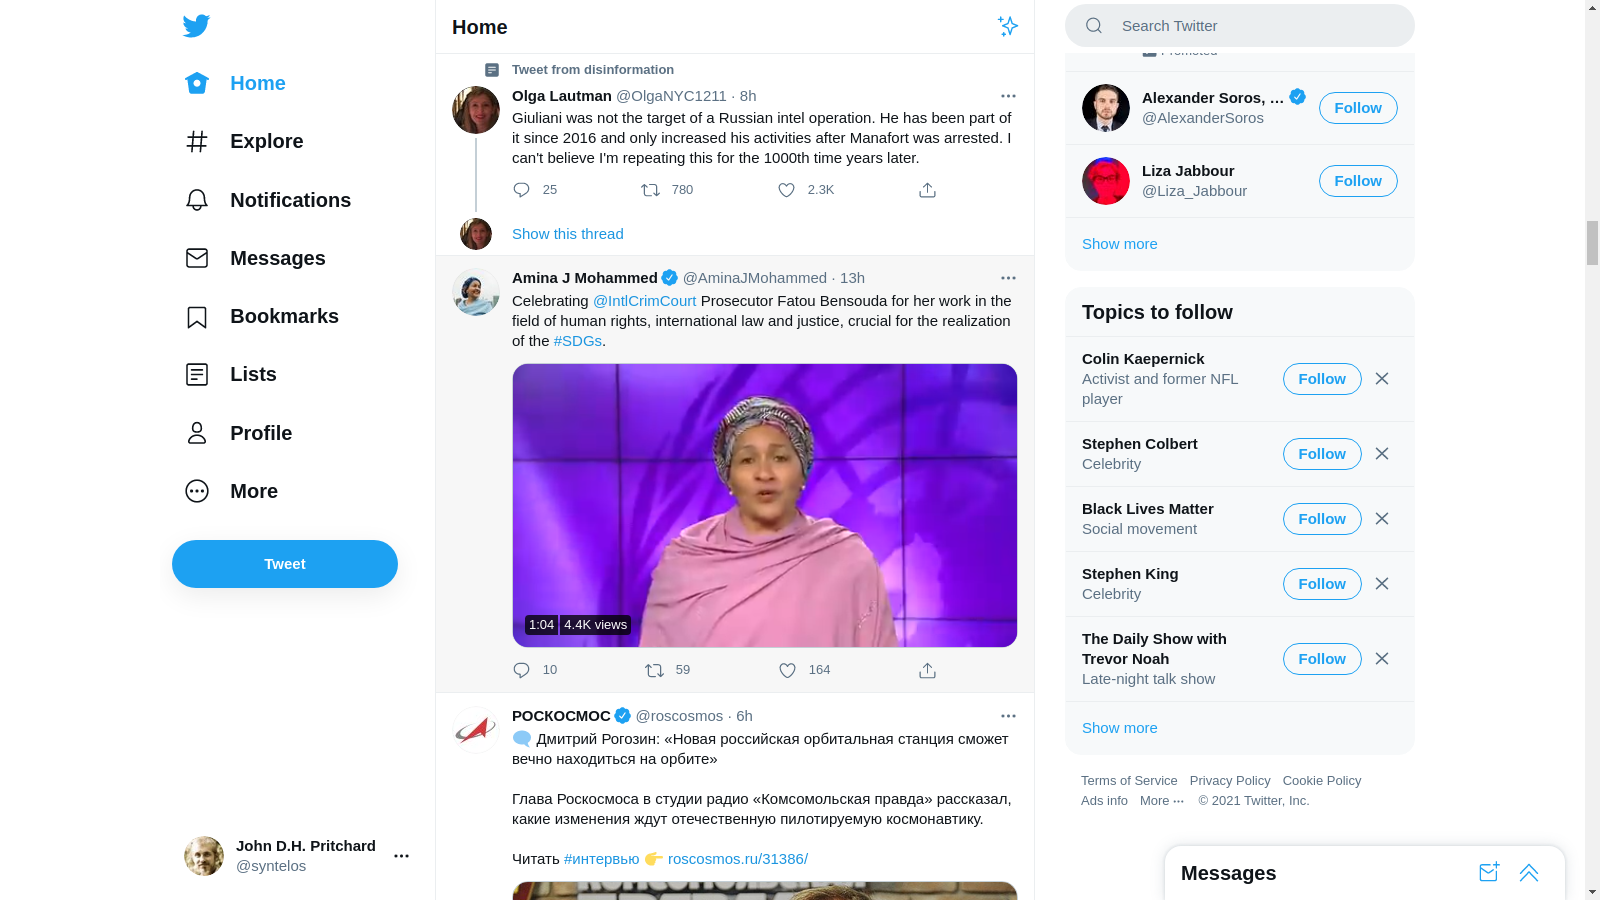 Home
Explore
Notifications
Messages
Bookmarks
Lists
Profile
More
Tweet
John D.H. Pritchard
@syntelos
Home
Tweet from disinformation
Olga Lautman @OlgaNYC1211 · 8h
Giuliani was not the target of a Russian intel operation. He has been part of
it since 2016 and only increased his activities after Manafort was arrested. I
can't believe I'm repeating this for the 1000th time years later.
25 780 2.3K
Show this thread
Amina J Mohammed @AminaJMohammed · 13h
Celebrating @IntlCrimCourt Prosecutor Fatou Bensouda for her work in the
field of human rights, international law and justice, crucial for the realization
of the #SDGs.
1:04 4.4K views
10 59 164
РОСКОСМОС @roscosmos · 6h
Дмитрий Рогозин: «Новая российская орбитальная станция сможет
вечно находиться на орбите»
Глава Роскосмоса в студии радио «Комсомольская правда» рассказал,
какие изменения ждут отечественную пилотируемую космонавтику.
Читать #интервью 👉 roscosmos.ru/31386/
Search Twitter
Promoted
Alexander Soros, ...
@AlexanderSoros
Follow
Liza Jabbour
@Liza_Jabbour
Follow
Show more
Topics to follow
Colin Kaepernick
Activist and former NFL
player
Follow
Stephen Colbert
Celebrity
Follow
Black Lives Matter
Social movement
Follow
Stephen King
Celebrity
Follow
The Daily Show with
Trevor Noah
Late-night talk show
Follow
Show more
Terms of Service Privacy Policy Cookie Policy
Ads info More ··· © 2021 Twitter, Inc.
Messages